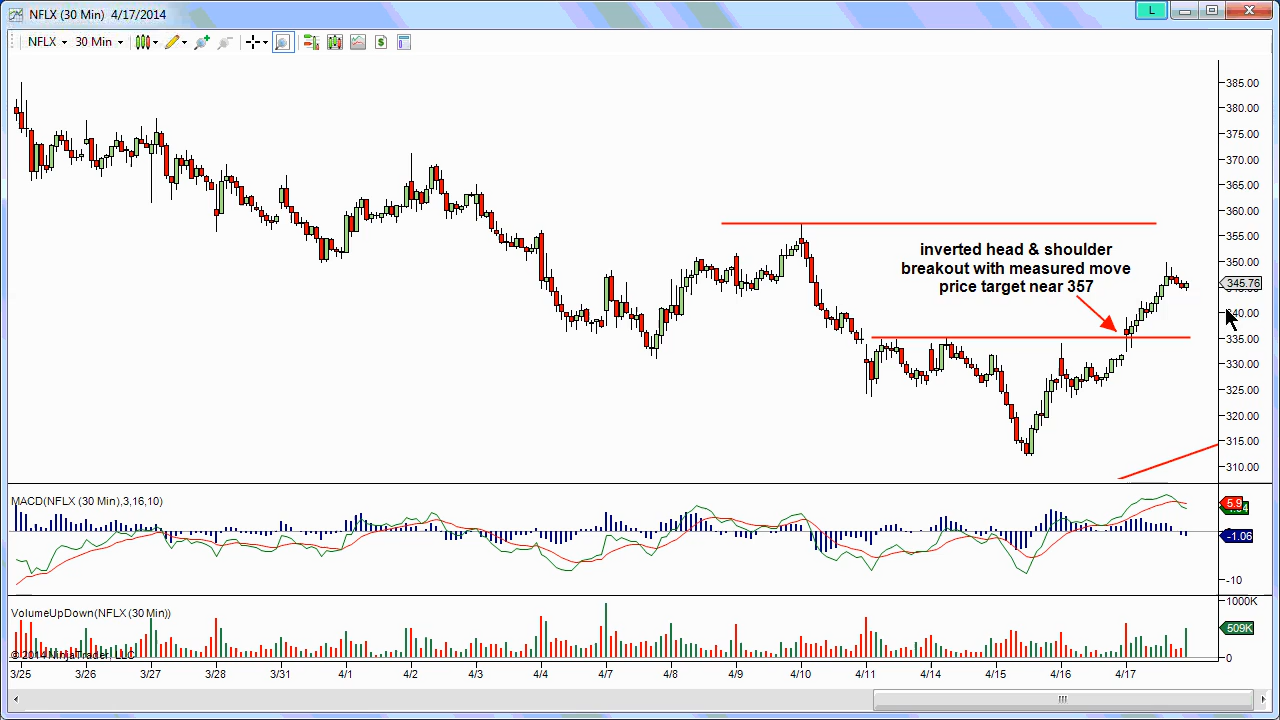 NFLX (30 Min)  4/17/2014
L
NFLX 30 Min
385.00
380.00
375.00
370.00
365.00
360.00
355.00
350.00
345.76
340.00
335.00
330.00
325.00
320.00
315.00
310.00
inverted head & shoulder
breakout with measured move
price target near 357
MACD(NFLX (30 Min),3,16,10)
5.9
-1.06
-10
VolumeUpDown(NFLX (30 Min))
1000K
509K
0
© 2014 NinjaTrader, LLC
3/25 3/26 3/27 3/28 3/31 4/1 4/2 4/3 4/4 4/7 4/8 4/9 4/10 4/11 4/14 4/15 4/16 4/17